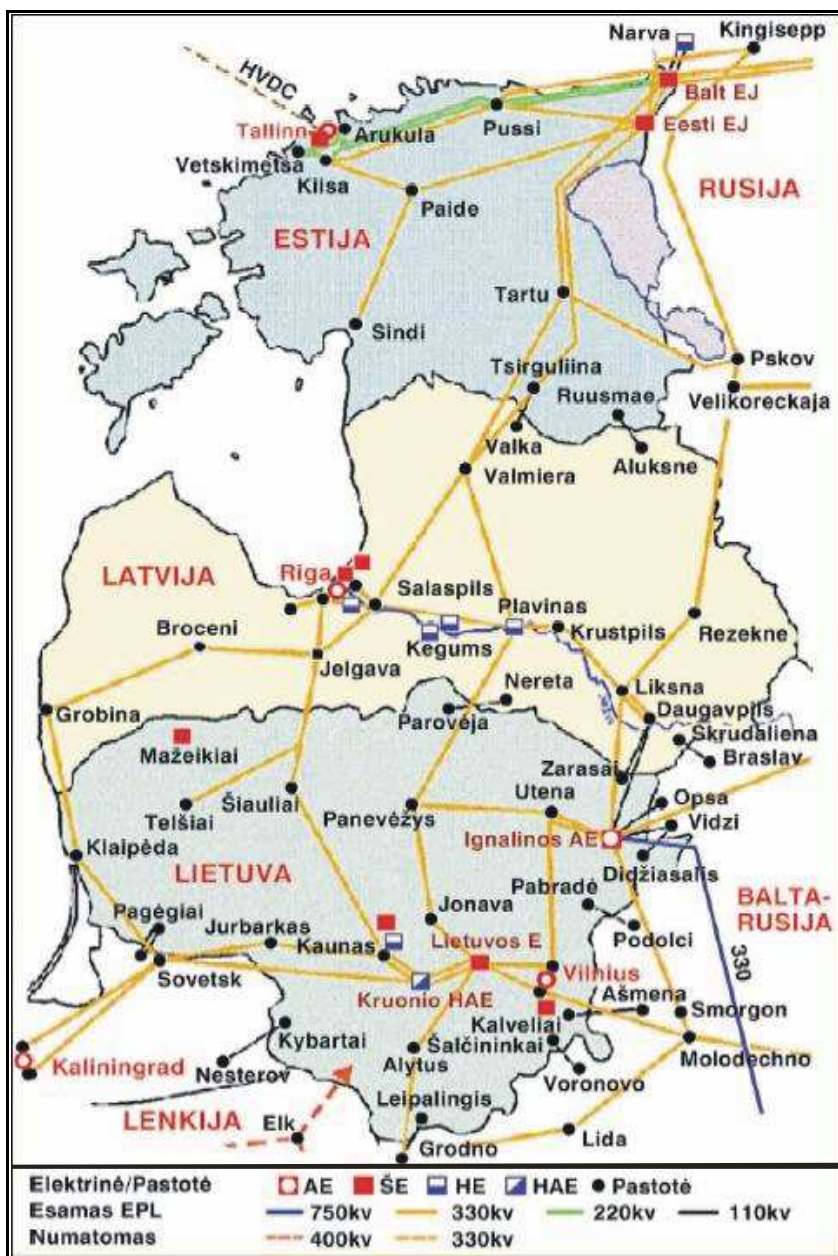 Narva
Kingisepp
HVDC
Balt EJ
Tallinn
Arukula
Pussi
Eesti EJ
Vetskimetsa
Kiisa
RUSIJA
Paide
ESTIJA
Tartu
Sindi
Pskov
Tsirguliina
Ruusmae
Velikoreckaja
Valka
Aluksne
Valmiera
LATVIJA
Riga
Salaspils
Plavinas
Broceni
Krustpils
Rezekne
Kegums
Jelgava
Nereta
Liksna
Grobina
Parovėja
Daugavpils
Skrudaliena
Mažeikiai
Braslav
Zarasai
Telšiai
Šiauliai
Panevėžys
Utena
Opsa
Vidzi
Ignalinos AE
Klaipėda
Didžiasalis
LIETUVA
Pabradė
BALTA-
RUSIJA
Pagėgiai
Jurbarkas
Jonava
Kaunas
Lietuvos E
Podolci
330
Sovetsk
Vilnius
Kruonio HAE
Ašmena
Smorgon
Kalveliai
Kybartai
Kaliningrad
Nesterov
Alytus
Šalčininkai
Molodechno
Voronovo
Leipalingis
LENKIJA
Elk
Lida
Grodno
Elektrinė/Pastotė AE ŠE HE HAE Pastotė
Esamas EPL 750kv 330kv 220kv 110kv
Numatomas 400kv 330kv